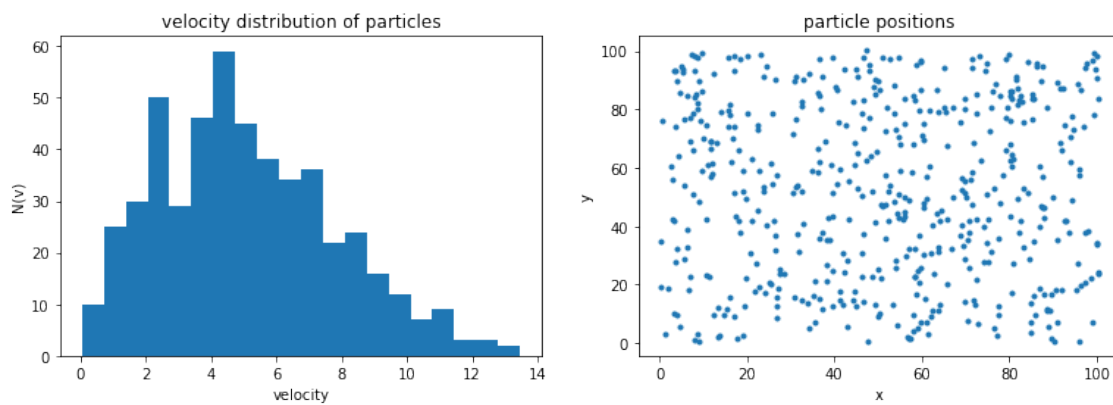 velocity distribution of particles
60
50
40
30
20
10
0
N(v)
0 2 4 6 8 10 12 14
velocity
particle positions
100
80
60
40
20
0
y
0 20 40 60 80 100
x